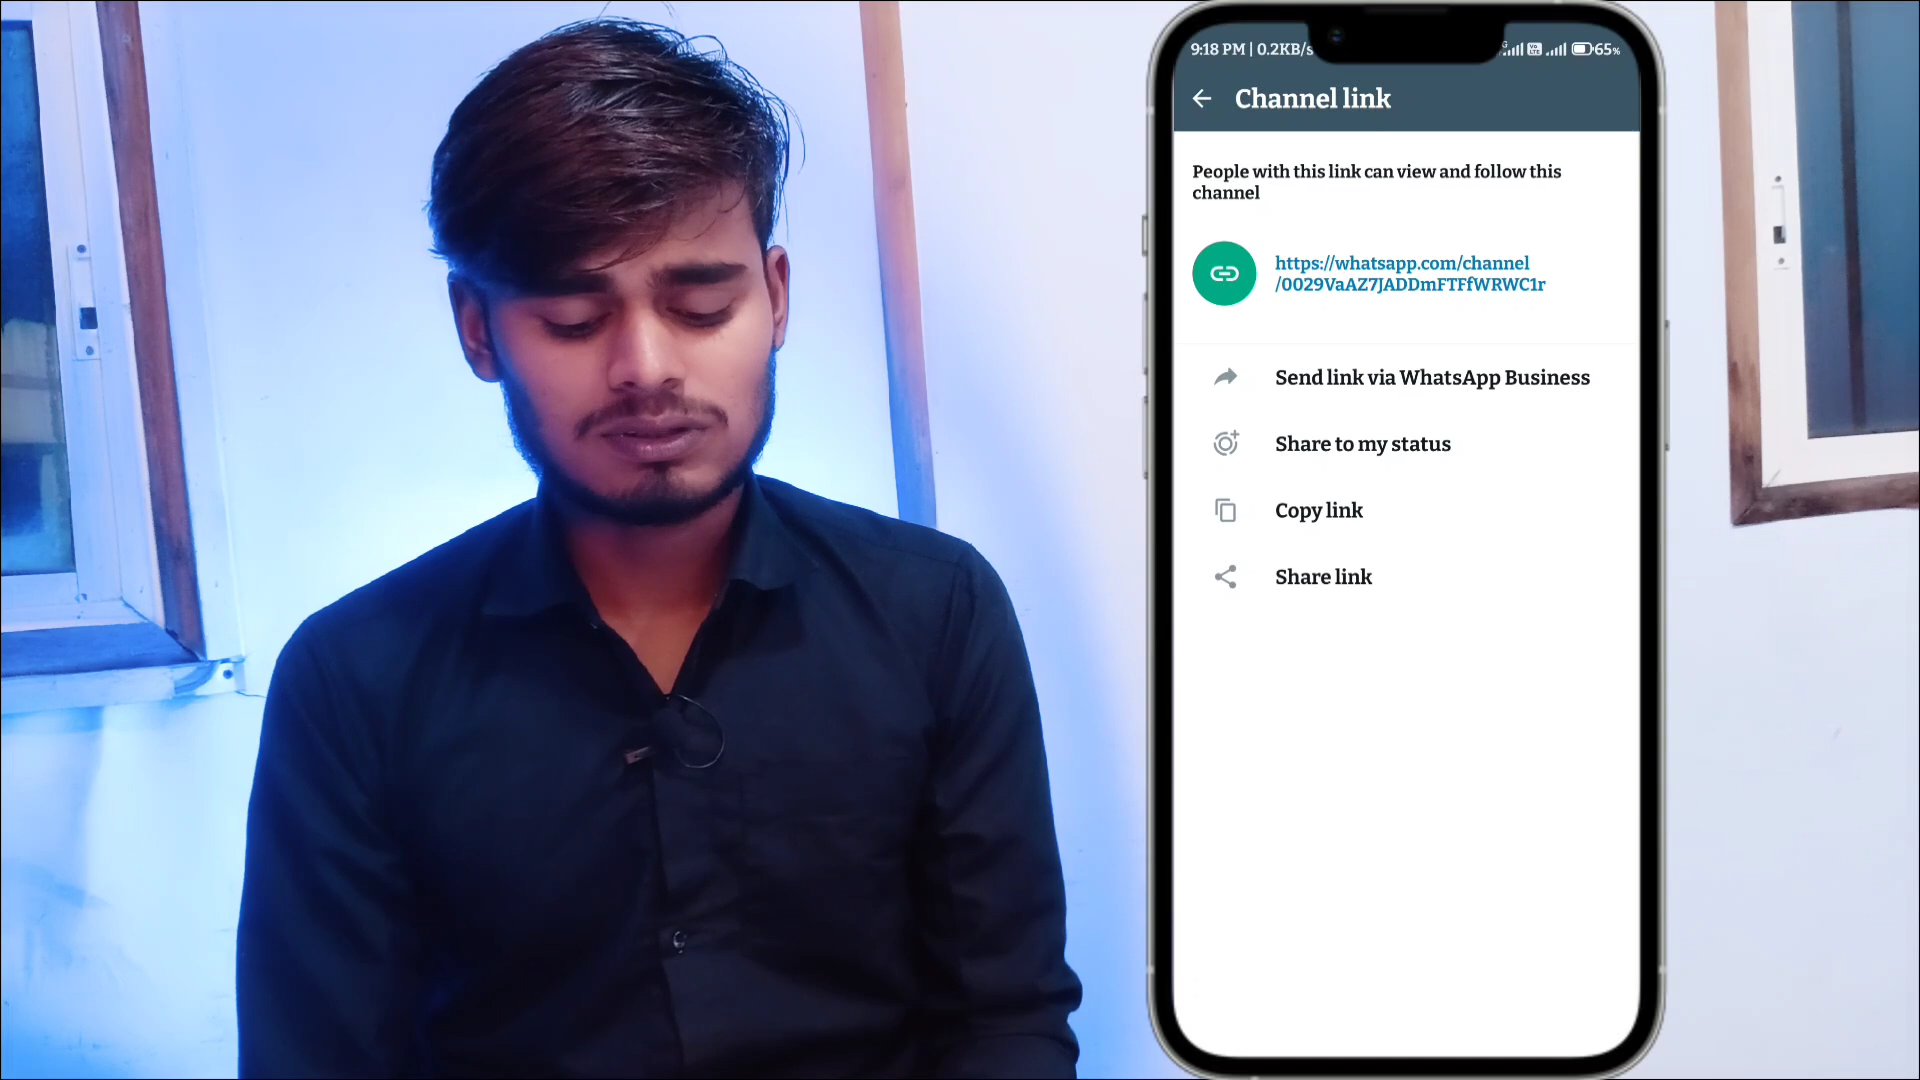 9:18 PM | 0.2KB/s
65%
Channel link
People with this link can view and follow this
channel
https://whatsapp.com/channel
/0029VaAZ7JADDmFTFfWRWC1r
Send link via WhatsApp Business
Share to my status
Copy link
Share link